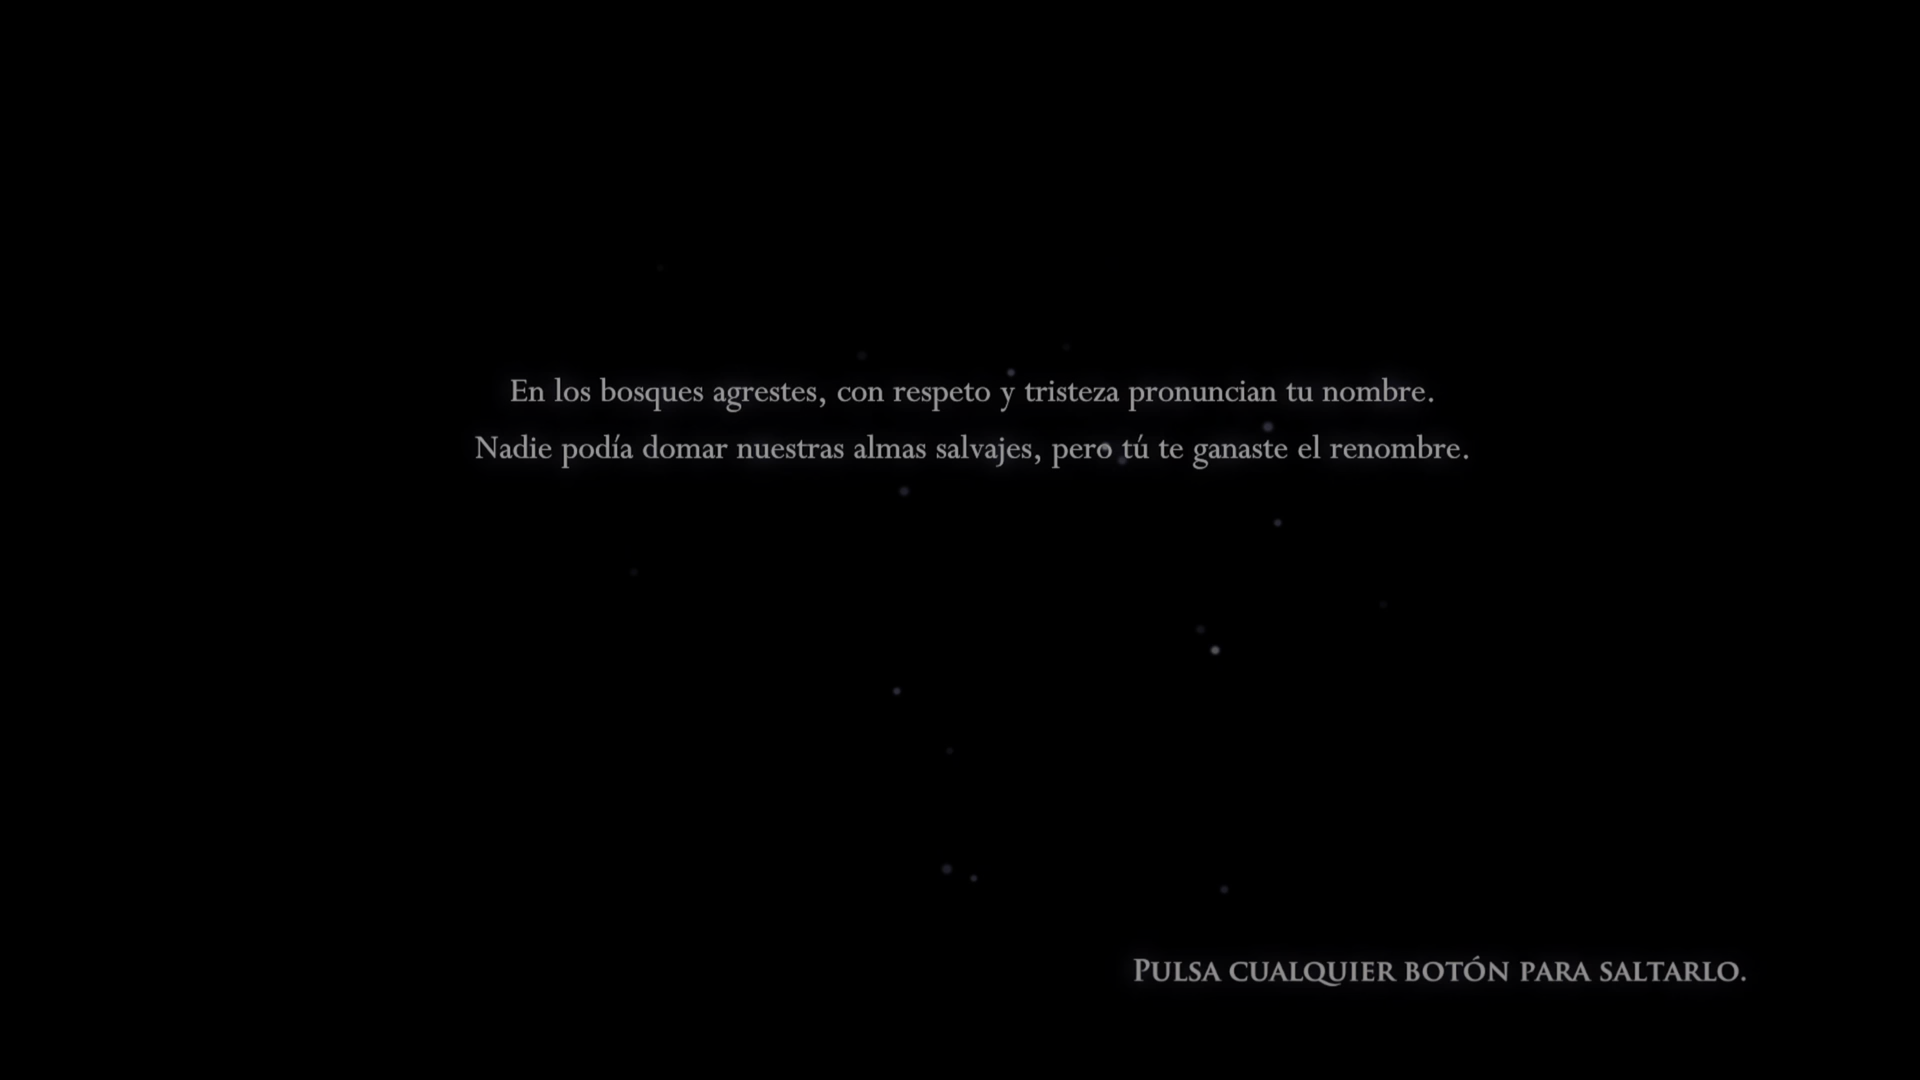 En los bosques agrestes, con respeto y tristeza pronuncian tu nombre.
Nadie podía domar nuestras almas salvajes, pero tú te ganaste el renombre.
PULSA CUALQUIER BOTÓN PARA SALTARLO.